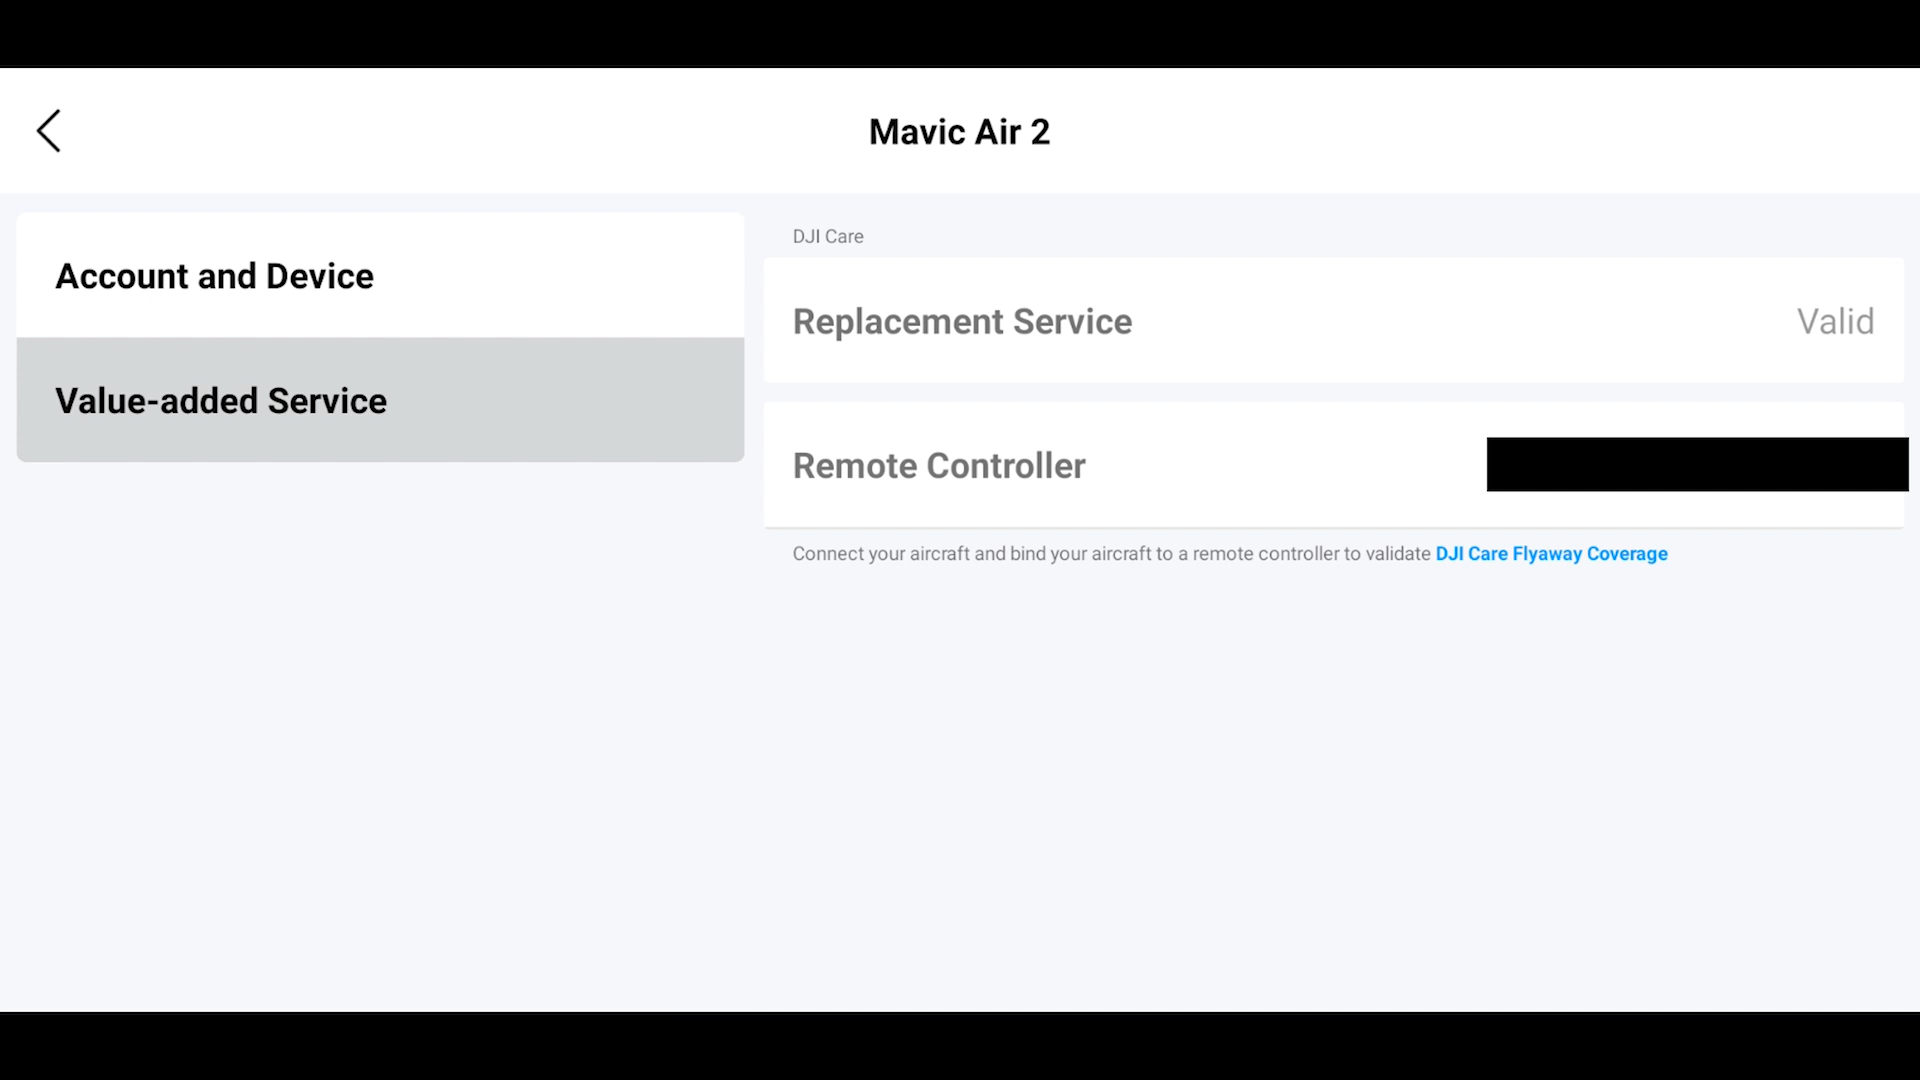 Mavic Air 2
Account and Device
Value-added Service
DJI Care
Replacement Service Valid
Remote Controller
Connect your aircraft and bind your aircraft to a remote controller to validate DJI Care Flyaway Coverage